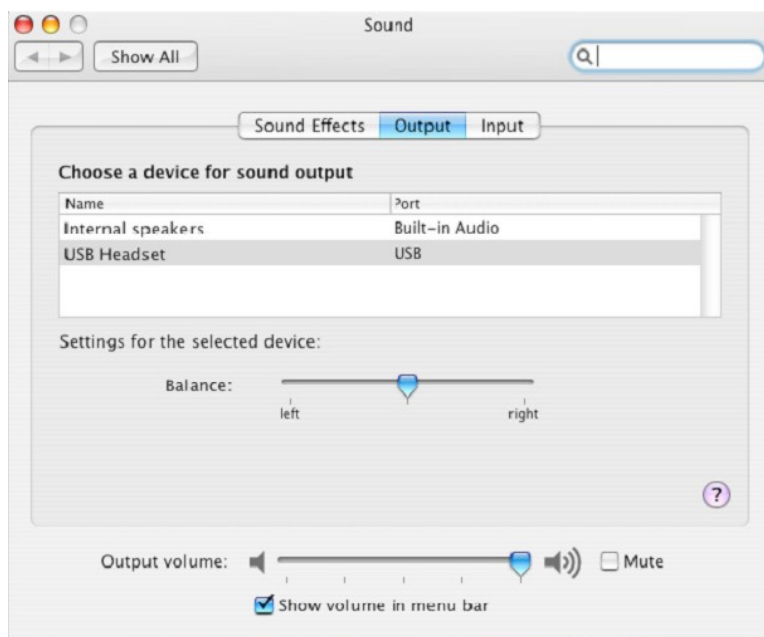 Sound
Show All
Sound Effects Output Input
Choose a device for sound output
Name Port
Internal speakers Built-in Audio
USB Headset USB
Settings for the selected device:
Balance:
left right
?
Output volume: Mute
Show volume in menu bar